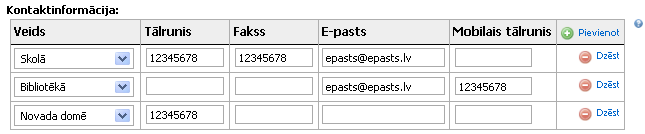 Kontaktinformācija:
Veids Tālrunis Fakss E-pasts Mobilais tālrunis Pievienot
Skolā 12345678 12345678 epasts@epasts.lv Dzēst
Bibliotēkā epasts@epasts.lv 12345678 Dzēst
Novada domē 12345678 Dzēst